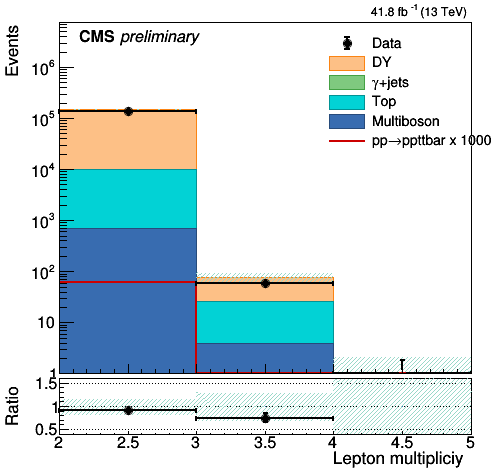 41.8 fb⁻¹ (13 TeV)
CMS preliminary
Events
Data
DY
γ+jets
Top
Multiboson
pp→ppttbar x 1000
10⁶
10⁵
10⁴
10³
10²
10
1
Ratio
1.5
1
0.5
2 2.5 3 3.5 4 4.5 5
Lepton multipliciy